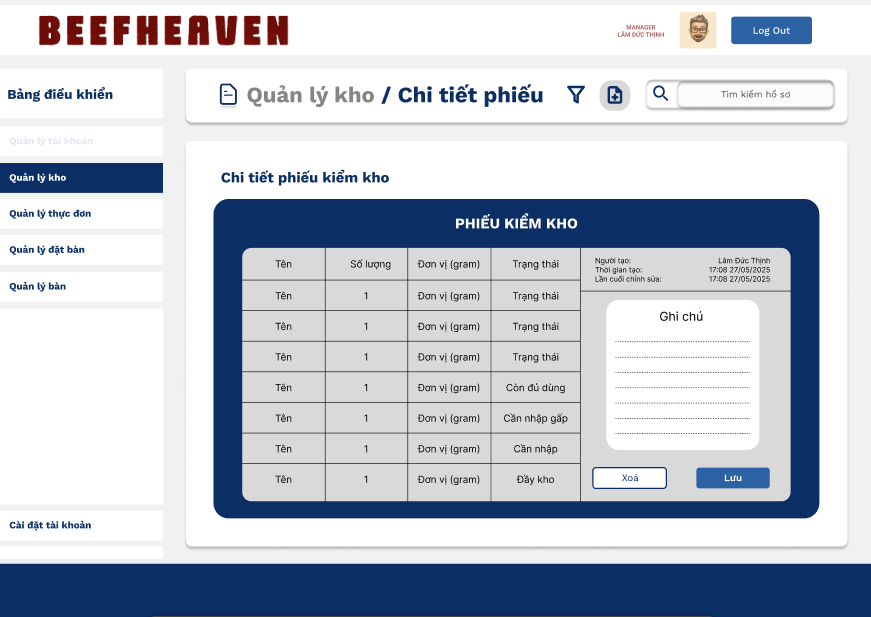 BEEFHEAVEN
MANAGER
LÂM ĐỨC THỊNH
Log Out
Bảng điều khiển
Quản lý tài khoản
Quản lý kho
Quản lý thực đơn
Quản lý đặt bàn
Quản lý bàn
Cài đặt tài khoản
Quản lý kho / Chi tiết phiếu
Tìm kiếm hồ sơ
Chi tiết phiếu kiểm kho
PHIẾU KIỂM KHO
Tên Số lượng Đơn vị (gram) Trạng thái
Tên 1 Đơn vị (gram) Trạng thái
Tên 1 Đơn vị (gram) Trạng thái
Tên 1 Đơn vị (gram) Trạng thái
Tên 1 Đơn vị (gram) Còn đủ dùng
Tên 1 Đơn vị (gram) Cần nhập gấp
Tên 1 Đơn vị (gram) Cần nhập
Tên 1 Đơn vị (gram) Đầy kho
Người tạo: Lâm Đức Thịnh
Thời gian tạo: 17:08 27/05/2025
Lần cuối chỉnh sửa: 17:08 27/05/2025
Ghi chú
Xoá
Lưu